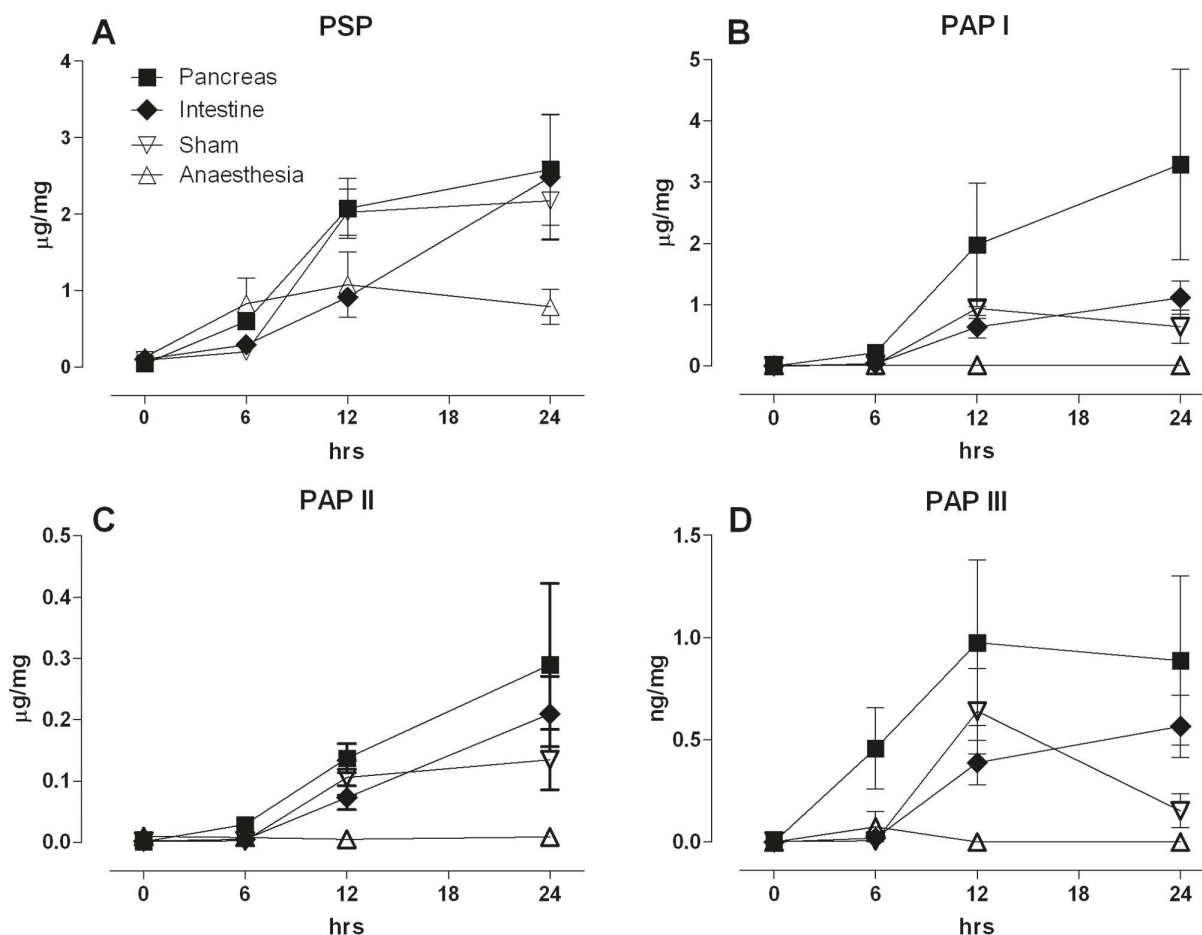 A PSP
4
3
2
1
0
μg/mg
Pancreas
Intestine
Sham
Anaesthesia
0 6 12 18 24
hrs
B PAP I
5
4
3
2
1
0
μg/mg
0 6 12 18 24
hrs
C PAP II
0.5
0.4
0.3
0.2
0.1
0.0
μg/mg
0 6 12 18 24
hrs
D PAP III
1.5
1.0
0.5
0.0
ng/mg
0 6 12 18 24
hrs